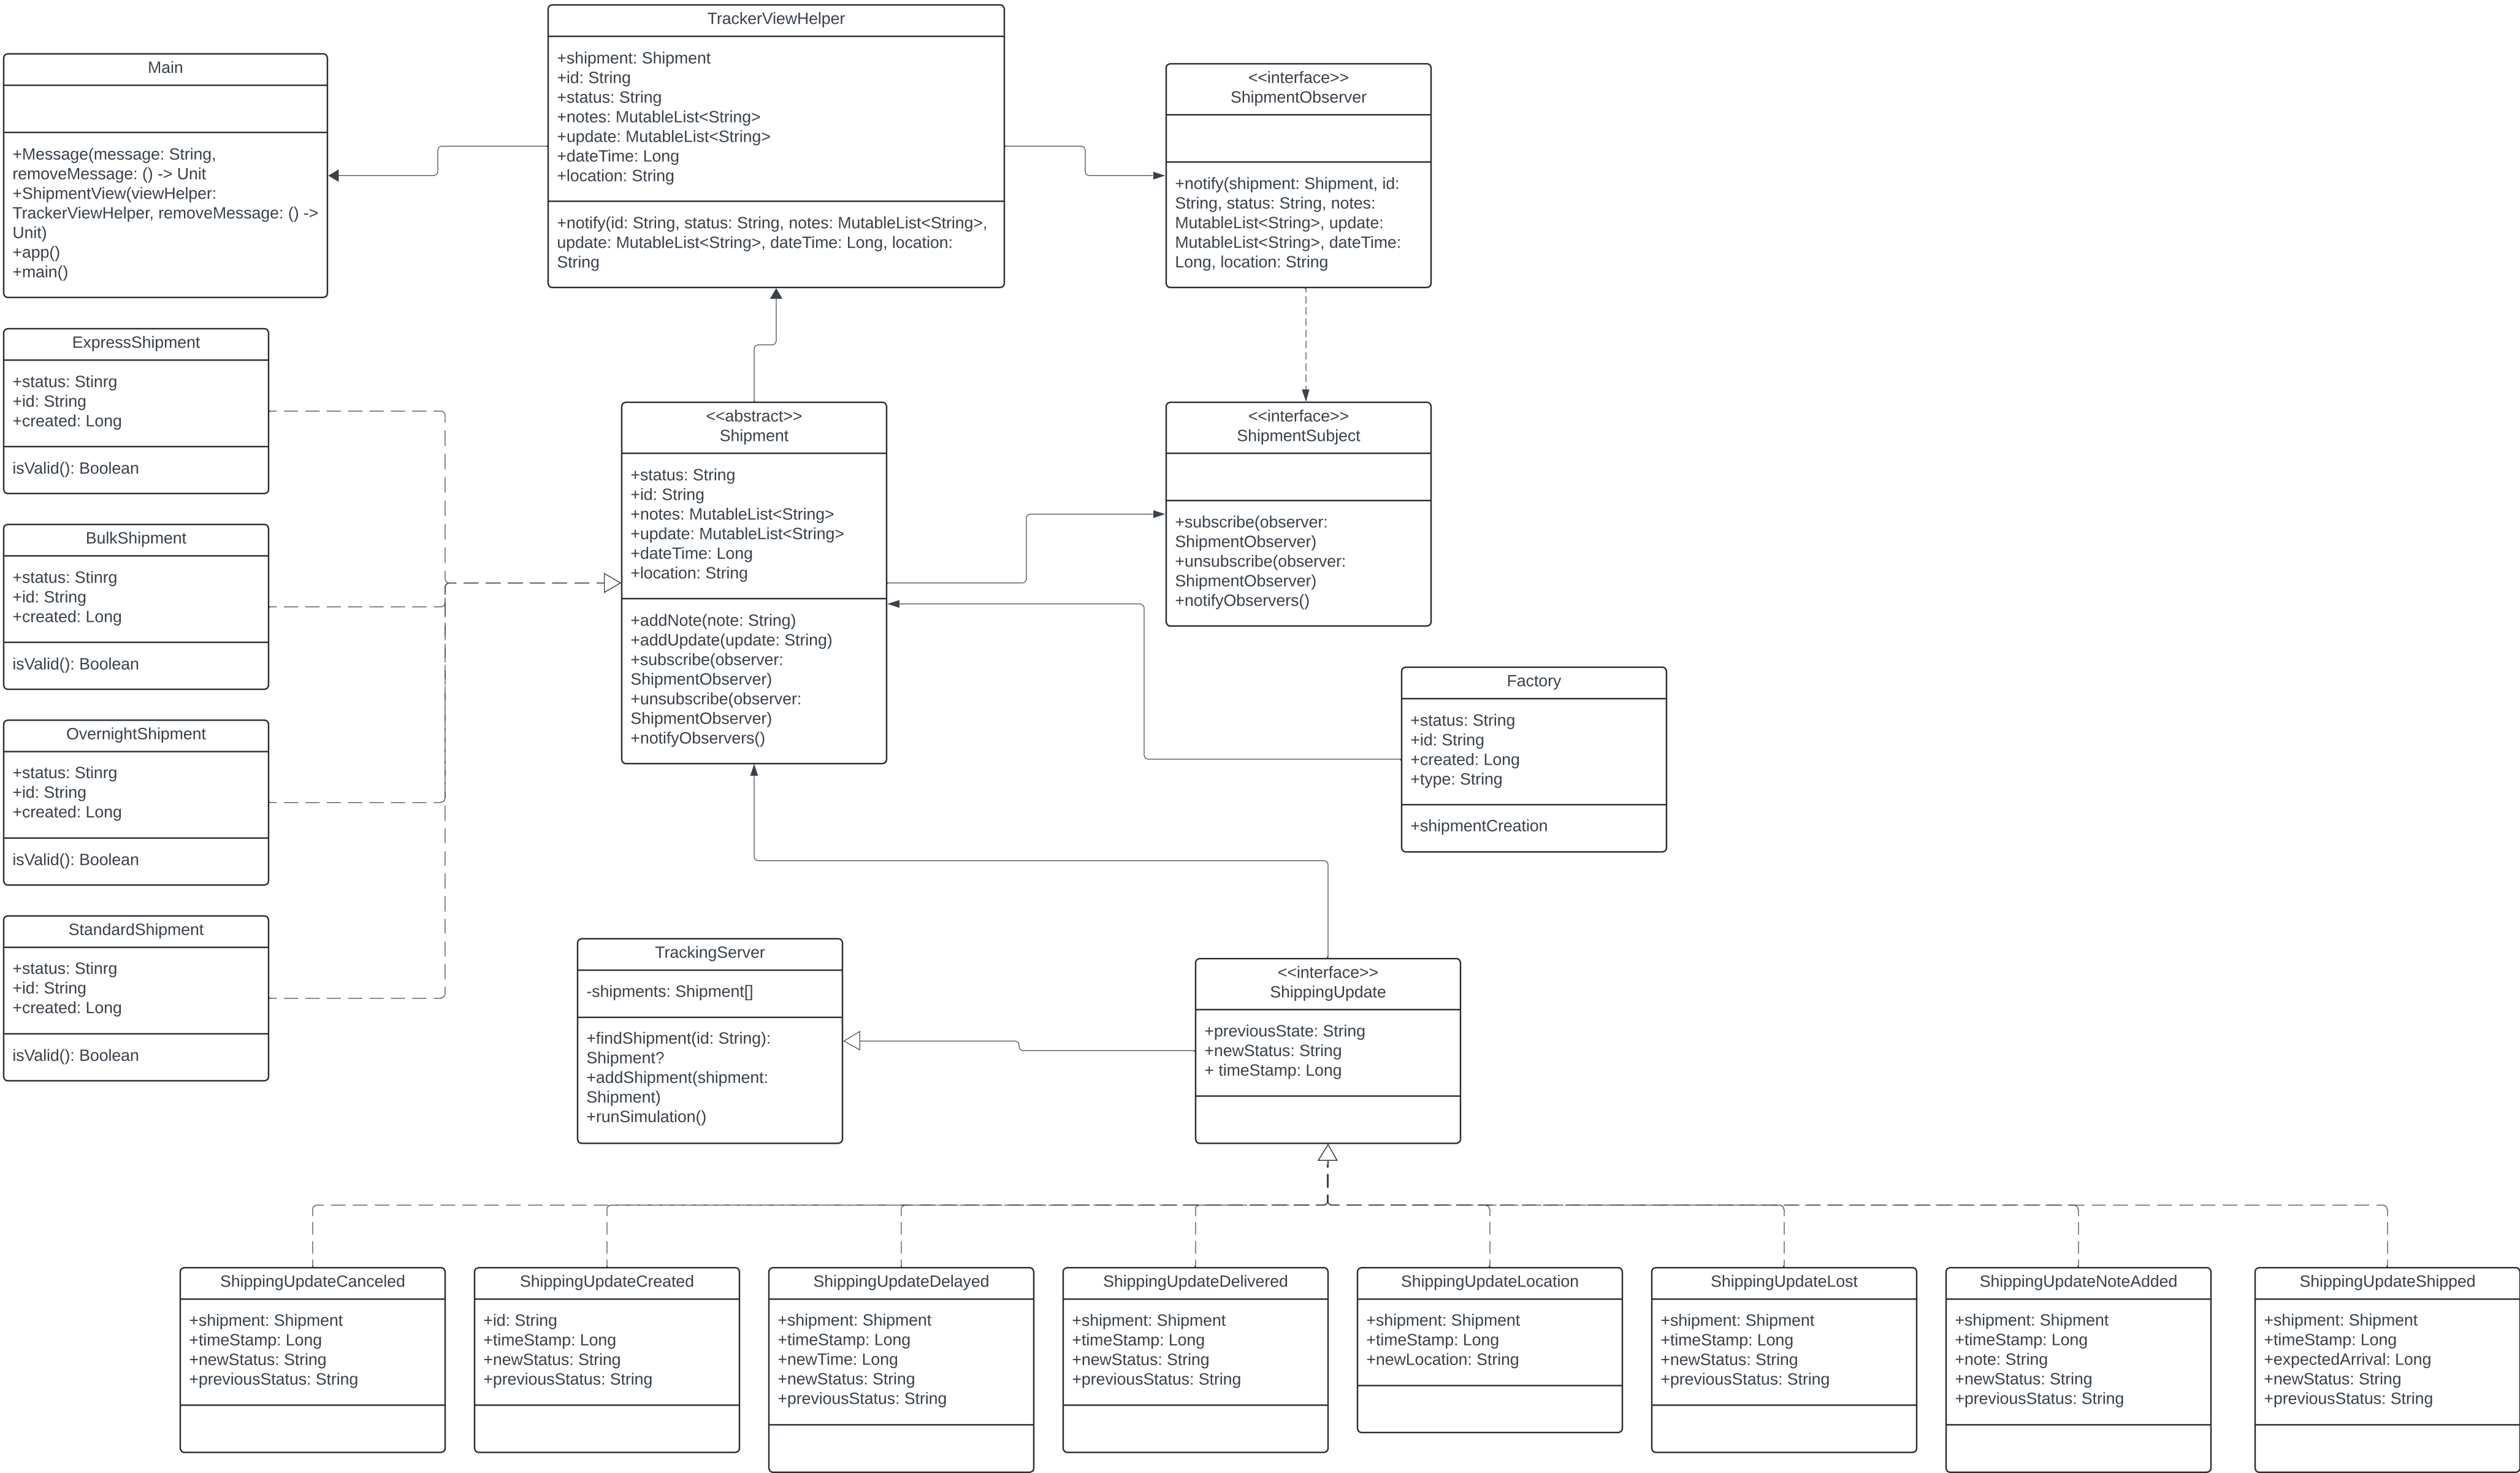 TrackerViewHelper
+shipment: Shipment
+id: String
+status: String
+notes: MutableList<String>
+update: MutableList<String>
+dateTime: Long
+location: String
+notify(id: String, status: String, notes: MutableList<String>,
update: MutableList<String>, dateTime: Long, location:
String
Main
+Message(message: String,
removeMessage: () -> Unit
+ShipmentView(viewHelper:
TrackerViewHelper, removeMessage: () ->
Unit)
+app()
+main()
<<interface>>
ShipmentObserver
+notify(shipment: Shipment, id:
String, status: String, notes:
MutableList<String>, update:
MutableList<String>, dateTime:
Long, location: String
ExpressShipment
+status: Stinrg
+id: String
+created: Long
isValid(): Boolean
BulkShipment
+status: Stinrg
+id: String
+created: Long
isValid(): Boolean
OvernightShipment
+status: Stinrg
+id: String
+created: Long
isValid(): Boolean
StandardShipment
+status: Stinrg
+id: String
+created: Long
isValid(): Boolean
<<abstract>>
Shipment
+status: String
+id: String
+notes: MutableList<String>
+update: MutableList<String>
+dateTime: Long
+location: String
+addNote(note: String)
+addUpdate(update: String)
+subscribe(observer:
ShipmentObserver)
+unsubscribe(observer:
ShipmentObserver)
+notifyObservers()
<<interface>>
ShipmentSubject
+subscribe(observer:
ShipmentObserver)
+unsubscribe(observer:
ShipmentObserver)
+notifyObservers()
Factory
+status: String
+id: String
+created: Long
+type: String
+shipmentCreation
TrackingServer
-shipments: Shipment[]
+findShipment(id: String):
Shipment?
+addShipment(shipment:
Shipment)
+runSimulation()
<<interface>>
ShippingUpdate
+previousState: String
+newStatus: String
+ timeStamp: Long
ShippingUpdateCanceled
+shipment: Shipment
+timeStamp: Long
+newStatus: String
+previousStatus: String
ShippingUpdateCreated
+id: String
+timeStamp: Long
+newStatus: String
+previousStatus: String
ShippingUpdateDelayed
+shipment: Shipment
+timeStamp: Long
+newTime: Long
+newStatus: String
+previousStatus: String
ShippingUpdateDelivered
+shipment: Shipment
+timeStamp: Long
+newStatus: String
+previousStatus: String
ShippingUpdateLocation
+shipment: Shipment
+timeStamp: Long
+newLocation: String
ShippingUpdateLost
+shipment: Shipment
+timeStamp: Long
+newStatus: String
+previousStatus: String
ShippingUpdateNoteAdded
+shipment: Shipment
+timeStamp: Long
+note: String
+newStatus: String
+previousStatus: String
ShippingUpdateShipped
+shipment: Shipment
+timeStamp: Long
+expectedArrival: Long
+newStatus: String
+previousStatus: String